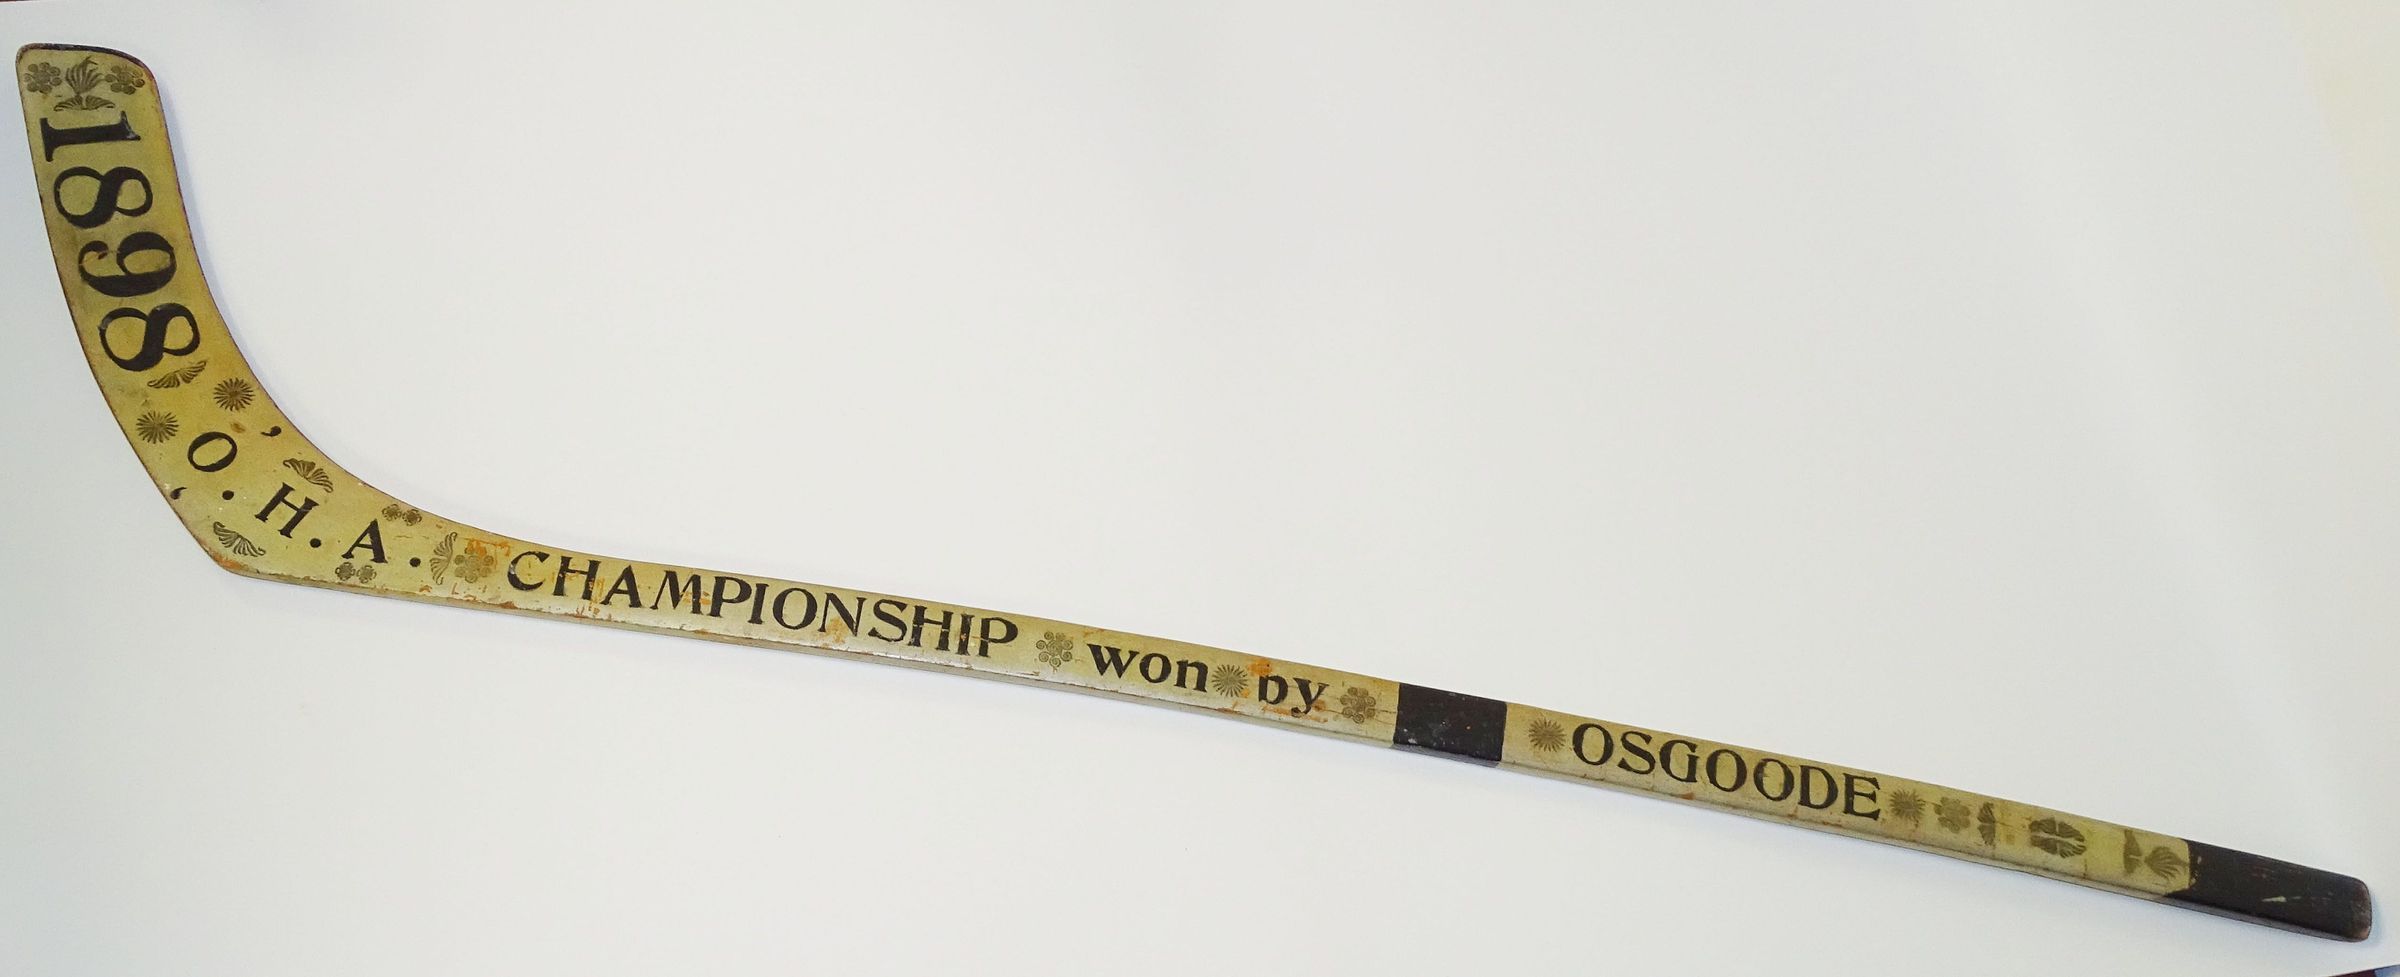 1898
'O.H.A.'
CHAMPIONSHIP won by
OSGOODE